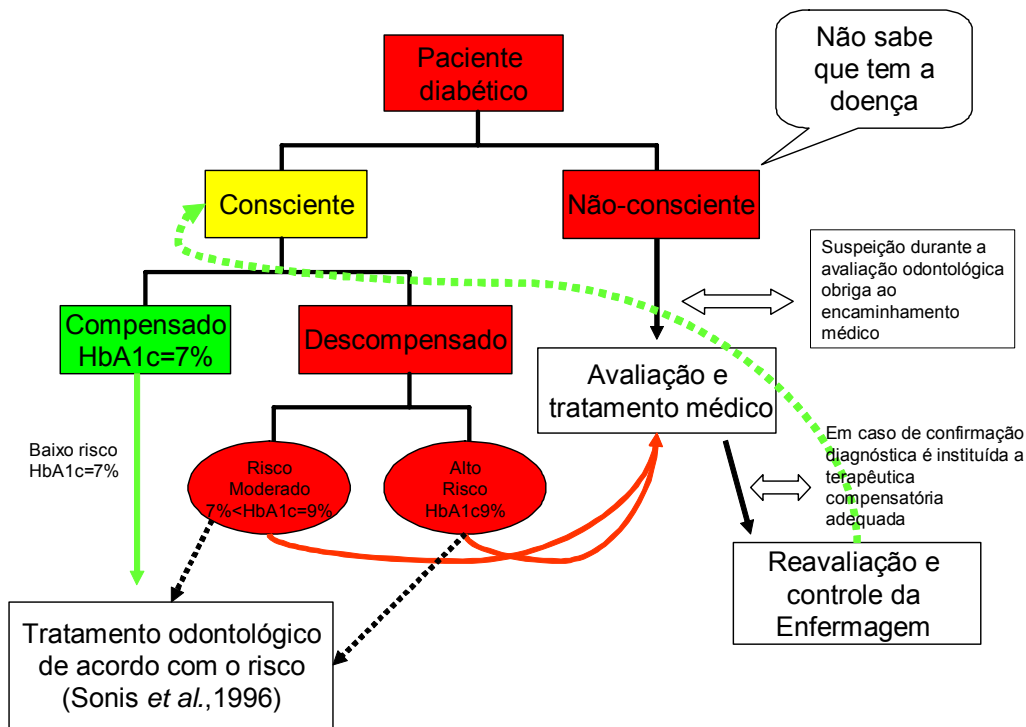 Paciente
diabético
Não sabe
que tem a
doença
Consciente
Não-consciente
Suspeição durante a
avaliação odontológica
obriga ao
encaminhamento
médico
Compensado
HbA1c=7%
Descompensado
Avaliação e
tratamento médico
Baixo risco
HbA1c=7%
Risco
Moderado
7%<HbA1c=9%
Alto
Risco
HbA1c9%
Em caso de confirmação
diagnóstica é instituída a
terapêutica
compensatória
adequada
Reavaliação e
controle da
Enfermagem
Tratamento odontológico
de acordo com o risco
(Sonis et al.,1996)